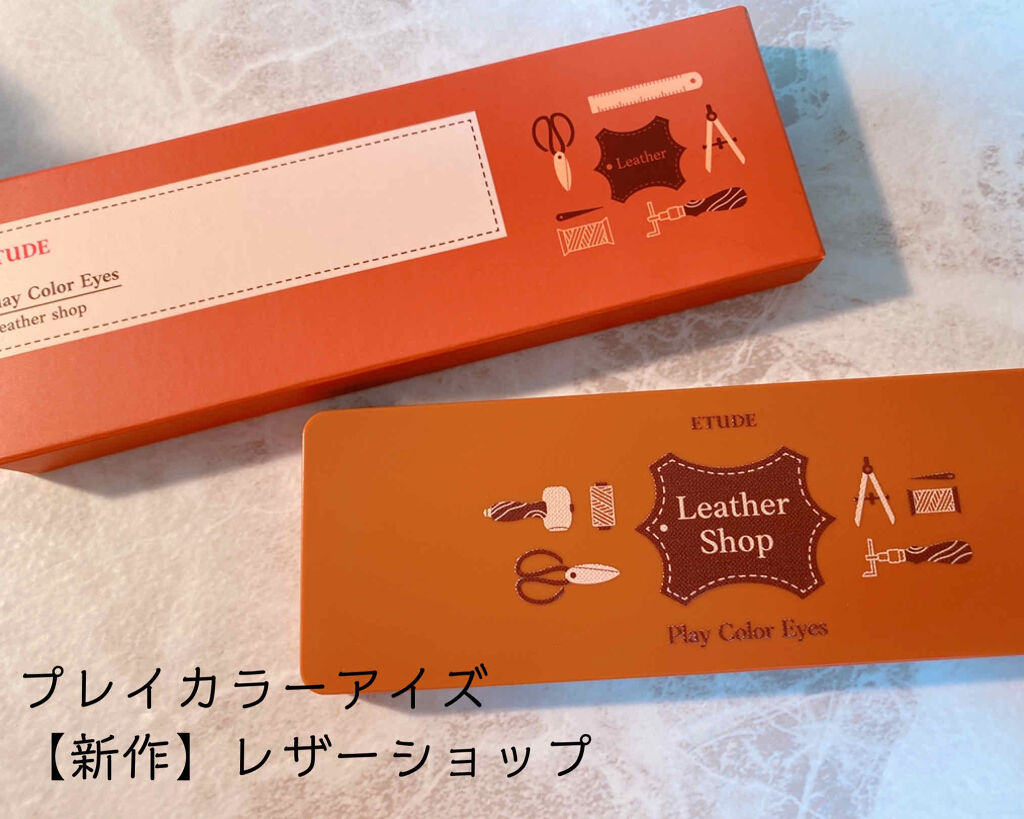 Leather
TUDE
lay Color Eyes
eather shop
ETUDE
Leather
Shop
Play Color Eyes
プレイカラーアイズ
【新作】レザーショップ